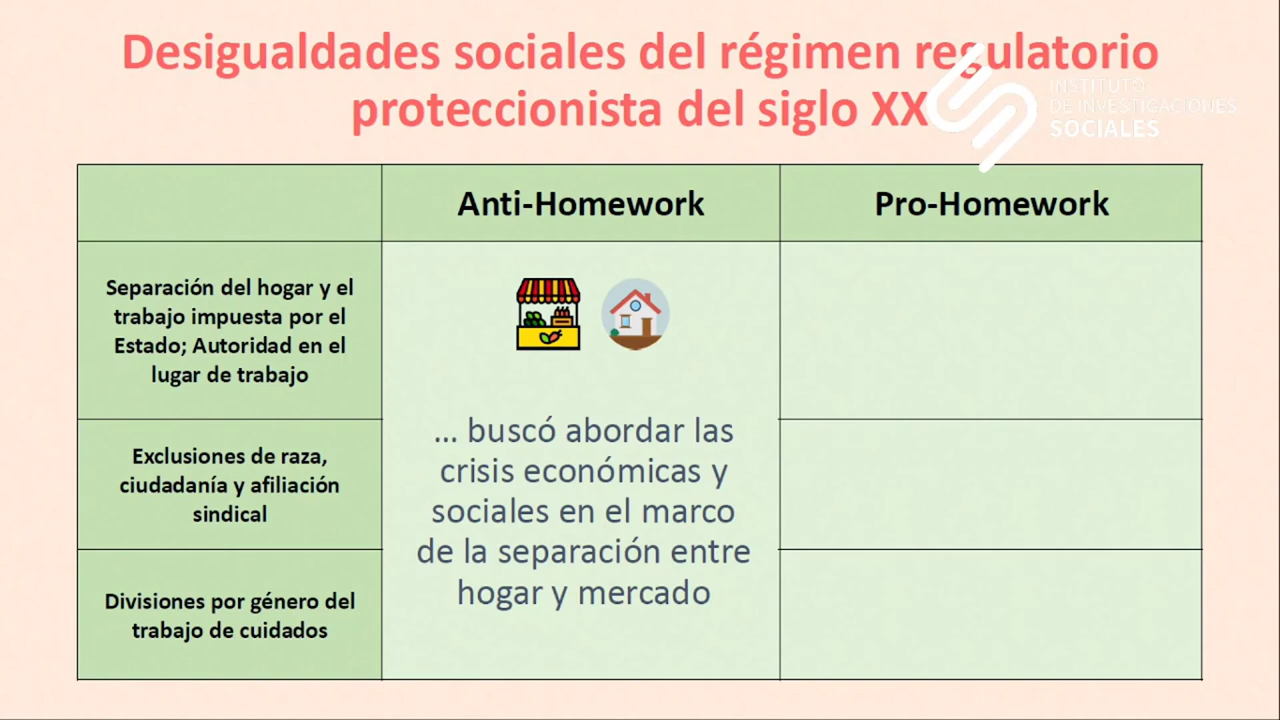 Desigualdades sociales del régimen regulatorio
proteccionista del siglo XX
INSTITUTO
DE INVESTIGACIONES
SOCIALES
Anti-Homework
Pro-Homework
Separación del hogar y el
trabajo impuesta por el
Estado; Autoridad en el
lugar de trabajo
... buscó abordar las
crisis económicas y
sociales en el marco
de la separación entre
hogar y mercado
Exclusiones de raza,
ciudadanía y afiliación
sindical
Divisiones por género del
trabajo de cuidados